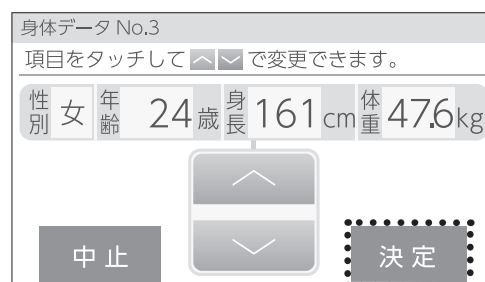 身体データ No.3
項目をタッチして で変更できます。
性別 女 年齢 24歳 身長 161cm 体重 47.6kg
中止 決定